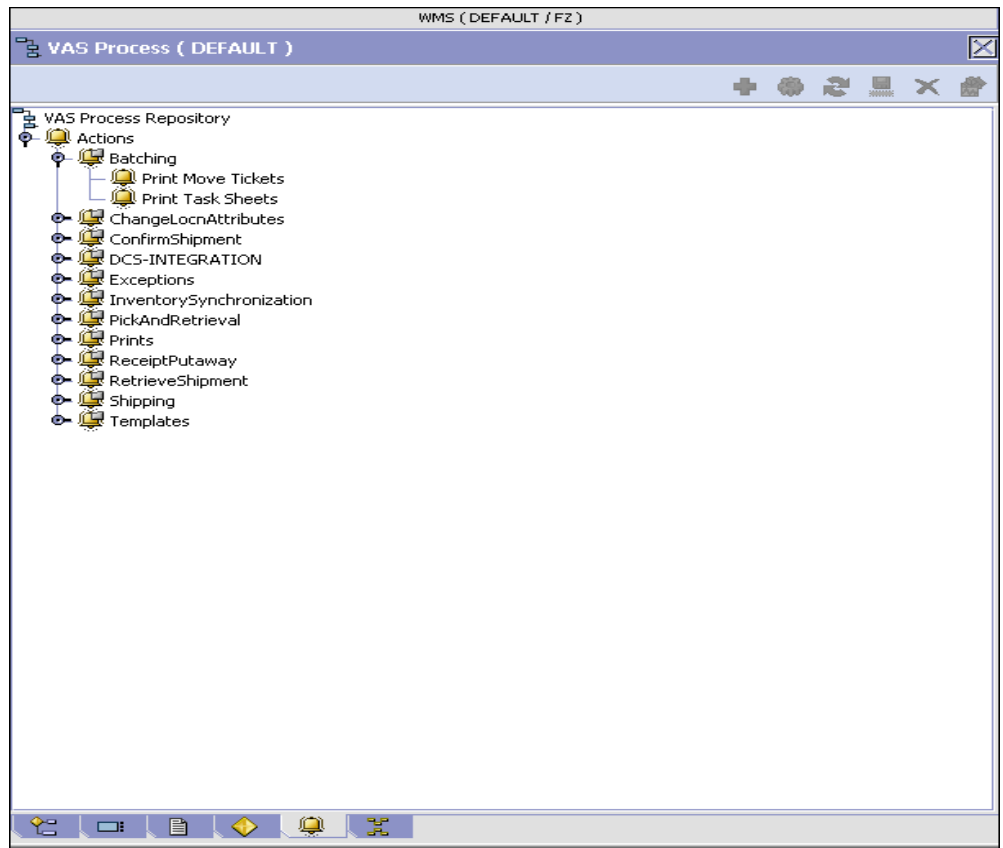 WMS ( DEFAULT / FZ )
VAS Process ( DEFAULT )
VAS Process Repository
Actions
Batching
Print Move Tickets
Print Task Sheets
ChangeLocnAttributes
ConfirmShipment
DCS-INTEGRATION
Exceptions
InventorySynchronization
PickAndRetrieval
Prints
ReceiptPutaway
RetrieveShipment
Shipping
Templates